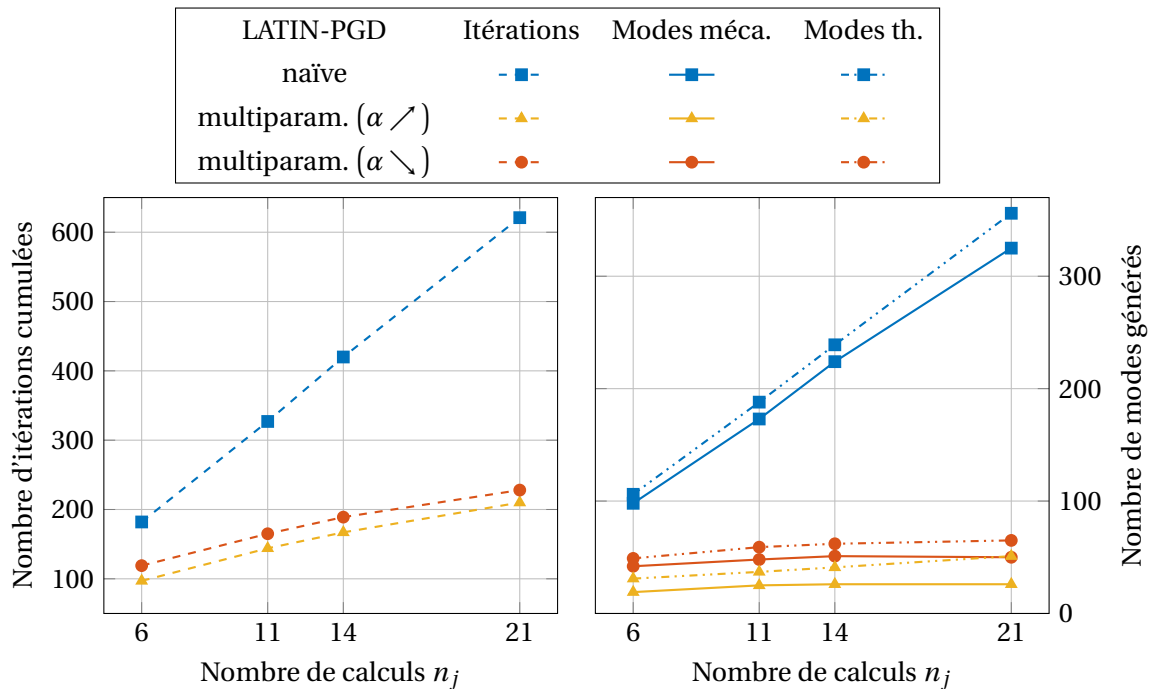 LATIN-PGD Itérations Modes méca. Modes th.
naïve
multiparam. (α ↗)
multiparam. (α ↘)
Nombre d'itérations cumulées
600
500
400
300
200
100
6 11 14 21
Nombre de calculs n_j
300
200
100
0
Nombre de modes générés
6 11 14 21
Nombre de calculs n_j